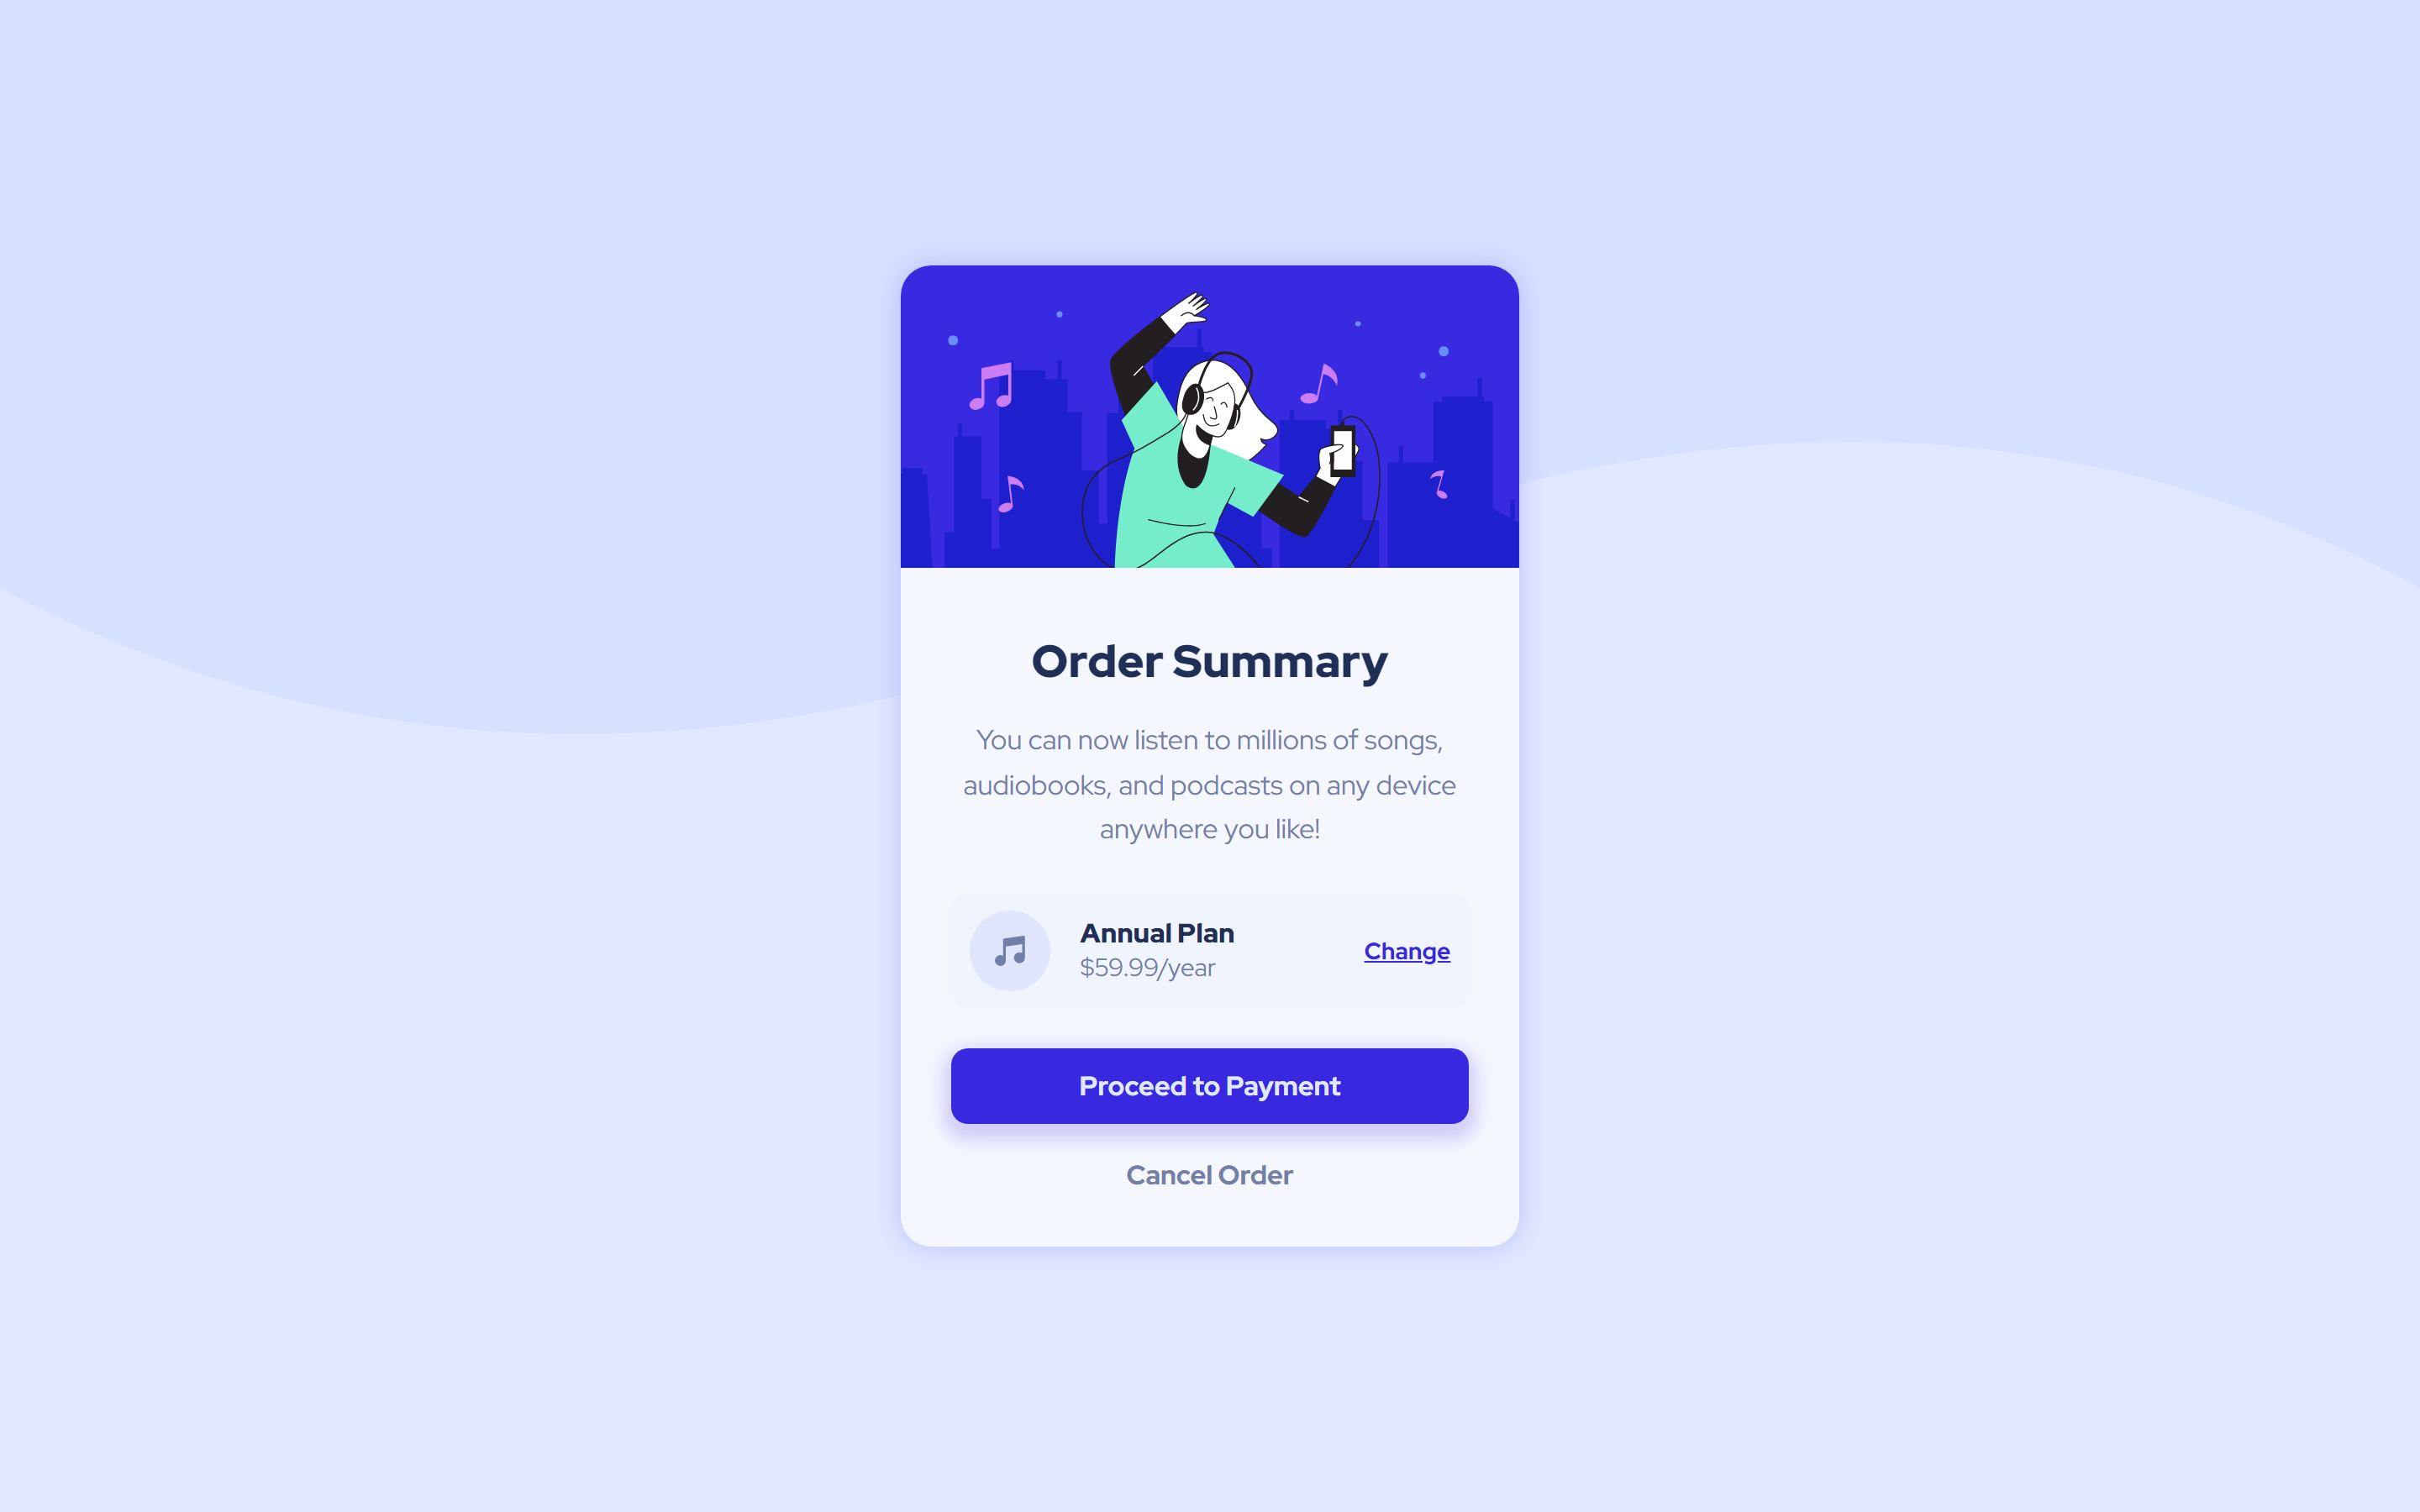 Order Summary
You can now listen to millions of songs,
audiobooks, and podcasts on any device
anywhere you like!
Annual Plan
$59.99/year
Change
Proceed to Payment
Cancel Order